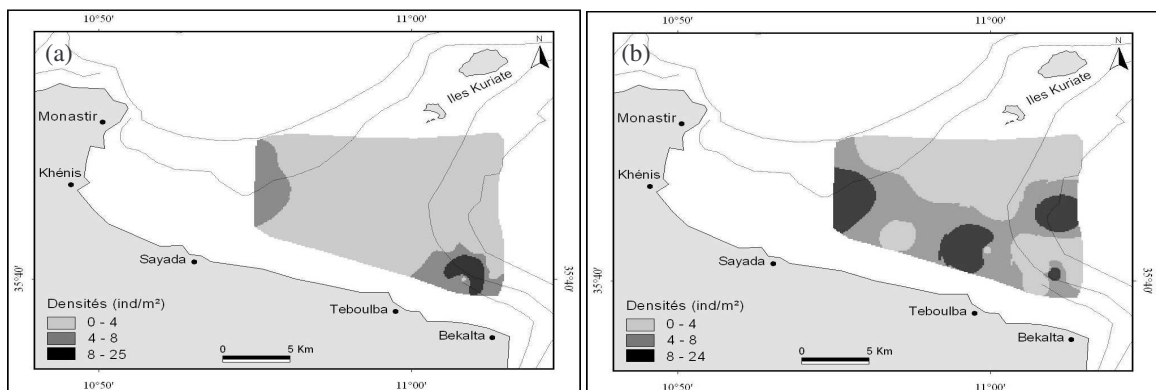 10°50' 11°00'
(a)
N
Iles Kuriate
Monastir
Khénis
Sayada
35°40' 35°40'
Densités (ind/m²)
0 - 4
4 - 8
8 - 25
Teboulba
Bekalta
0 5 Km
10°50' 11°00'
10°50' 11°00'
(b)
N
Iles Kuriate
Monastir
Khénis
Sayada
35°40' 35°40'
Densités (ind/m²)
0 - 4
4 - 8
8 - 24
Teboulba
Bekalta
0 5 Km
10°50' 11°00'